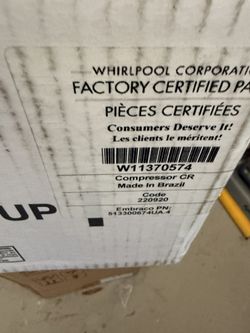 WHIRLPOOL CORPORATI
FACTORY CERTIFIED PA
PIÈCES CERTIFIÉES
Consumers Deserve It!
Les clients le méritent!
W11370574
Compressor CR
Made In Brazil
Code
220920
Embraco PN:
513300674UA.4
UP